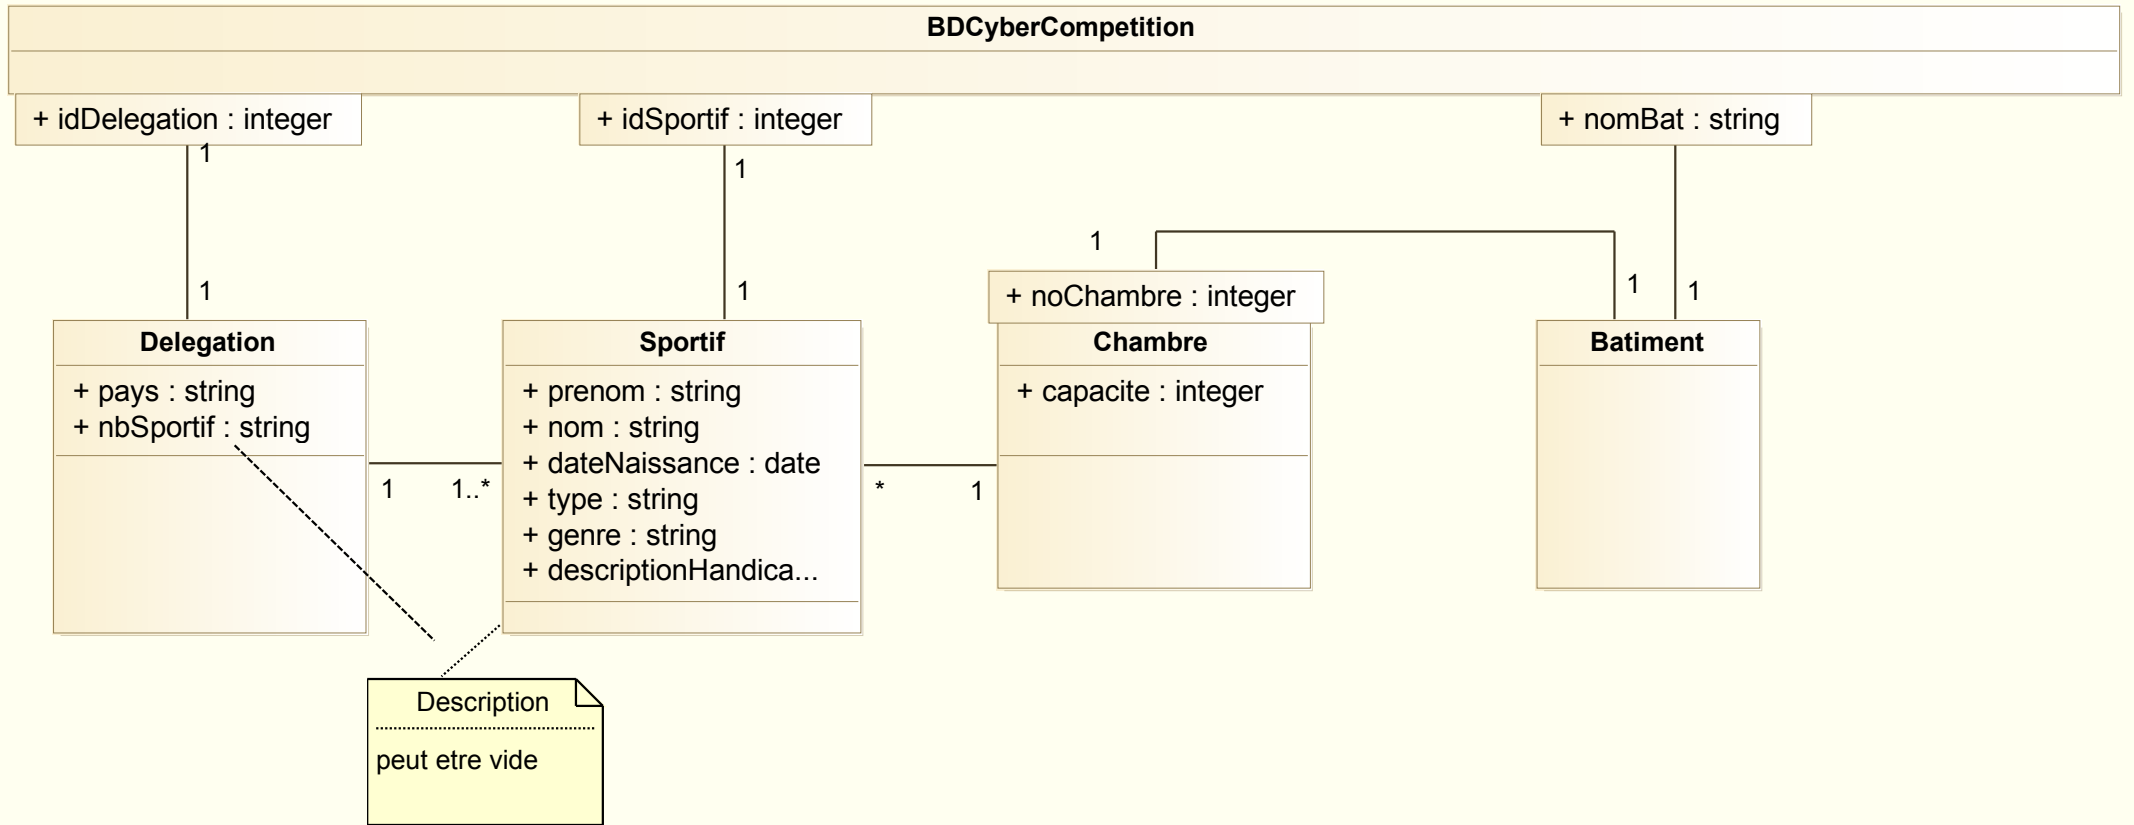 BDCyberCompetition
+ idDelegation : integer
+ idSportif : integer
+ nomBat : string
1
1
1
1
1
1
1
+ noChambre : integer
Delegation
+ pays : string
+ nbSportif : string
Sportif
+ prenom : string
+ nom : string
+ dateNaissance : date
+ type : string
+ genre : string
+ descriptionHandica...
Chambre
+ capacite : integer
Batiment
1
1..*
*
1
Description
peut etre vide